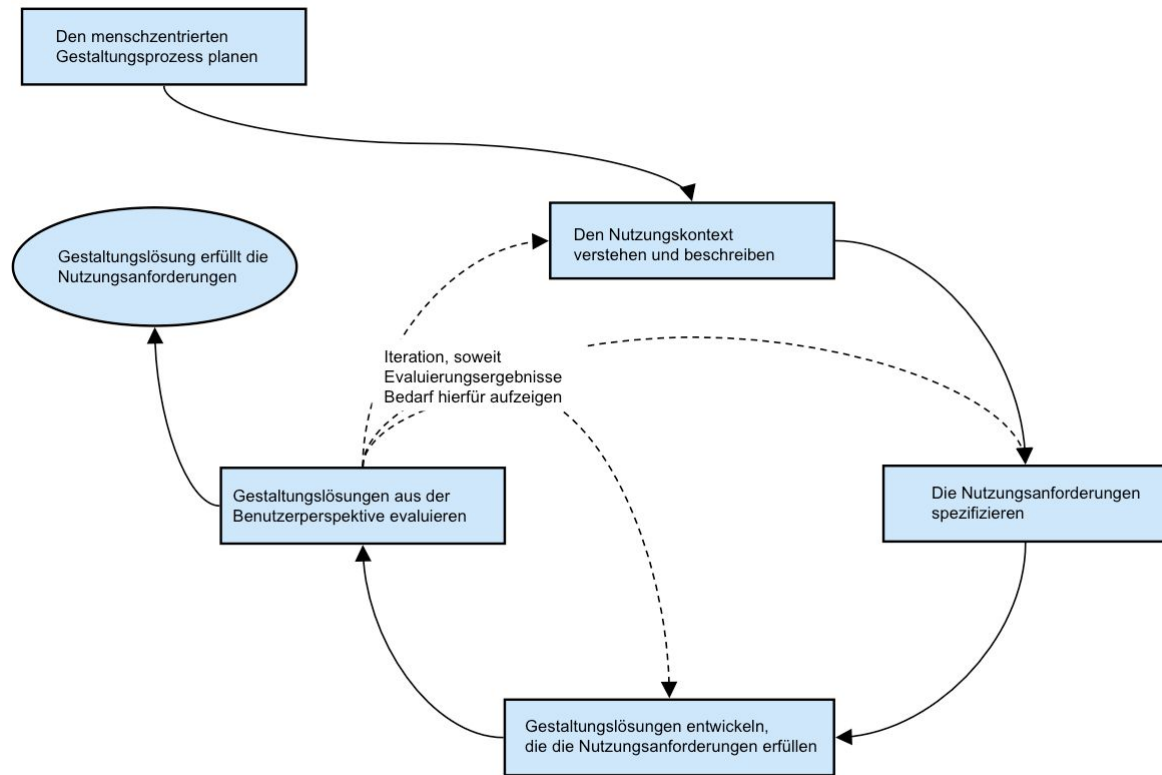 Den menschzentrierten
Gestaltungsprozess planen
Den Nutzungskontext
verstehen und beschreiben
Gestaltungslösung erfüllt die
Nutzungsanforderungen
Iteration, soweit
Evaluierungsergebnisse
Bedarf hierfür aufzeigen
Gestaltungslösungen aus der
Benutzerperspektive evaluieren
Die Nutzungsanforderungen
spezifizieren
Gestaltungslösungen entwickeln,
die die Nutzungsanforderungen erfüllen